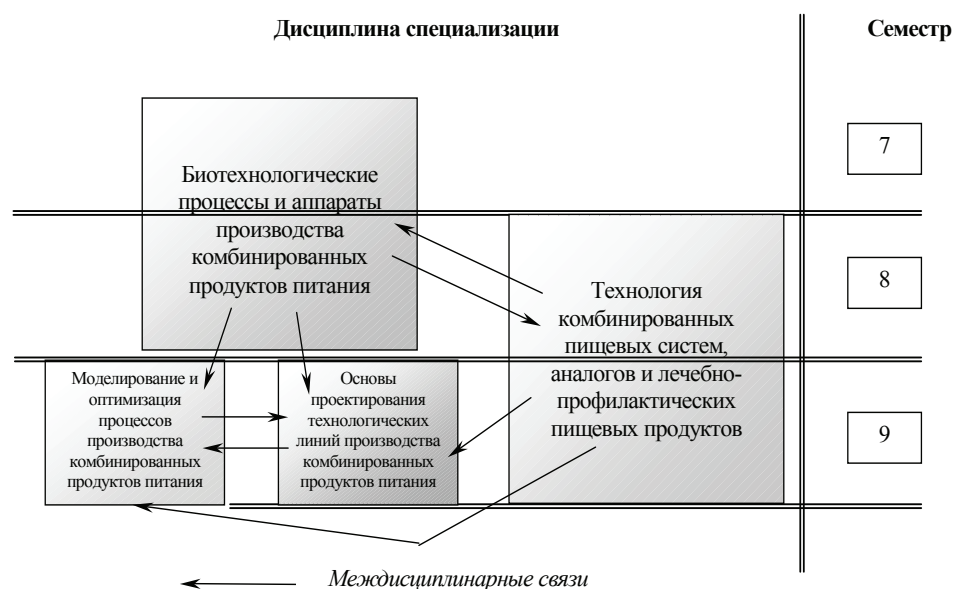 Дисциплина специализации
Семестр
7
Биотехнологические
процессы и аппараты
производства
комбинированных
продуктов питания
8
Технология
комбинированных
пищевых систем,
аналогов и лечебно-
профилактических
пищевых продуктов
Моделирование и
оптимизация
процессов
производства
комбинированных
продуктов питания
Основы
проектирования
технологических
линий производства
комбинированных
продуктов питания
9
Междисциплинарные связи